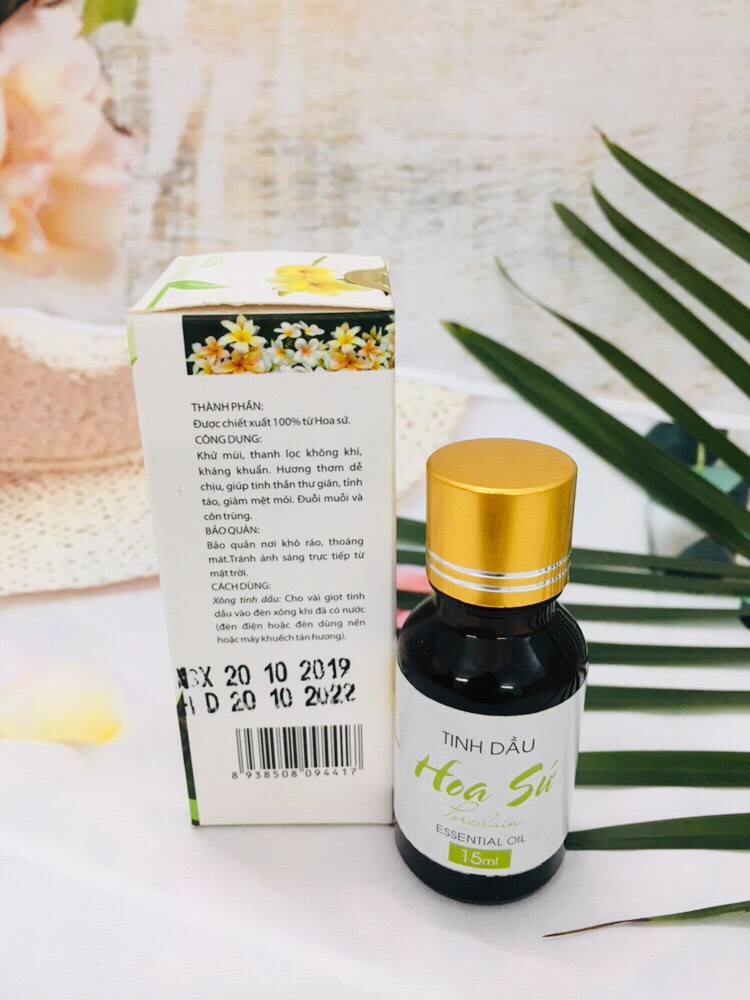 THÀNH PHẦN:
Được chiết xuất 100% từ Hoa sứ.
CÔNG DỤNG:
Khử mùi, thanh lọc không khí,
kháng khuẩn. Hương thơm dễ
chịu, giúp tinh thần thư giãn, tỉnh
táo, giảm mệt mỏi. Đuổi muỗi và
côn trùng.
BẢO QUẢN:
Bảo quản nơi khô ráo, thoáng
mát.Tránh ánh sáng trực tiếp từ
mặt trời.
CÁCH DÙNG:
Xông tinh dầu: Cho vài giọt tinh
dầu vào đèn xông khi đã có nước
(đèn điện hoặc đèn dùng nến
hoặc máy khuếch tán hương).
NSX 20 10 2019
H D 20 10 2022
8 938508 094417
TINH DẦU
Hoa Sứ
Porcelain
ESSENTIAL OIL
15ml